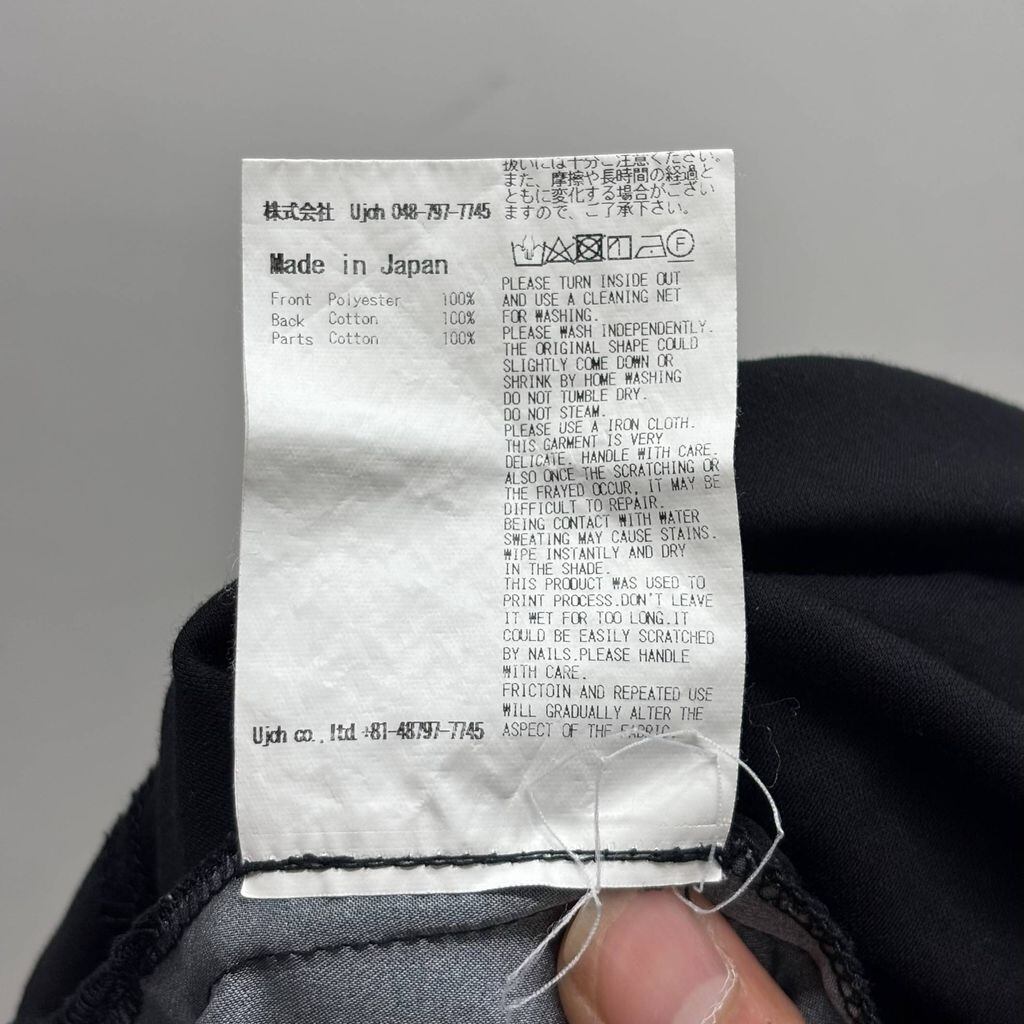 株式会社 Ujoh 048-797-7745
Made in Japan
Front Polyester 100%
Back Cotton 100%
Parts Cotton 100%
Ujoh co., ltd. +81-48797-7745
扱いには十分ご注意ください。
また、摩擦や長時間の経過と
ともに変化する場合がござい
ますので、ご了承下さい。
F
PLEASE TURN INSIDE OUT
AND USE A CLEANING NET
FOR WASHING.
PLEASE WASH INDEPENDENTLY.
THE ORIGINAL SHAPE COULD
SLIGHTLY COME DOWN OR
SHRINK BY HOME WASHING
DO NOT TUMBLE DRY.
DO NOT STEAM.
PLEASE USE A IRON CLOTH.
THIS GARMENT IS VERY
DELICATE. HANDLE WITH CARE.
ALSO ONCE THE SCRATCHING OR
THE FRAYED OCCUR, IT MAY BE
DIFFICULT TO REPAIR.
BEING CONTACT WITH WATER
SWEATING MAY CAUSE STAINS.
WIPE INSTANTLY AND DRY
IN THE SHADE.
THIS PRODUCT WAS USED TO
PRINT PROCESS.DON'T LEAVE
IT WET FOR TOO LONG.IT
COULD BE EASILY SCRATCHED
BY NAILS.PLEASE HANDLE
WITH CARE.
FRICTOIN AND REPEATED USE
WILL GRADUALLY ALTER THE
ASPECT OF THE FABRIC.